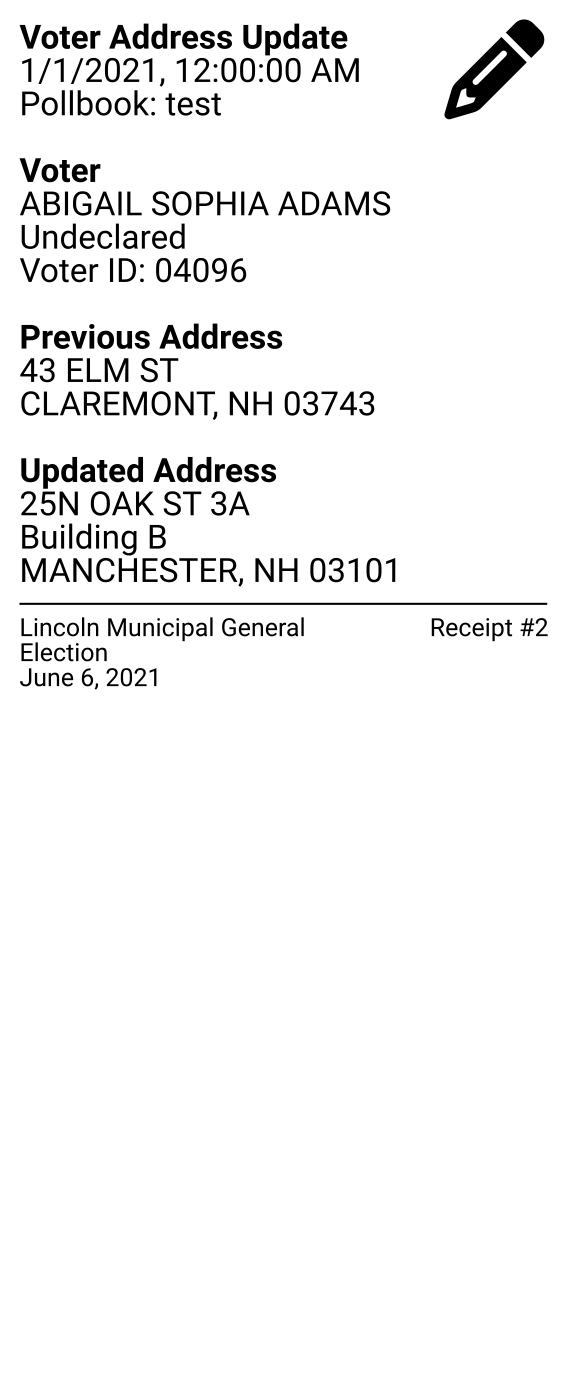 Voter Address Update
1/1/2021, 12:00:00 AM
Pollbook: test
Voter
ABIGAIL SOPHIA ADAMS
Undeclared
Voter ID: 04096
Previous Address
43 ELM ST
CLAREMONT, NH 03743
Updated Address
25N OAK ST 3A
Building B
MANCHESTER, NH 03101
Lincoln Municipal General
Election
June 6, 2021
Receipt #2